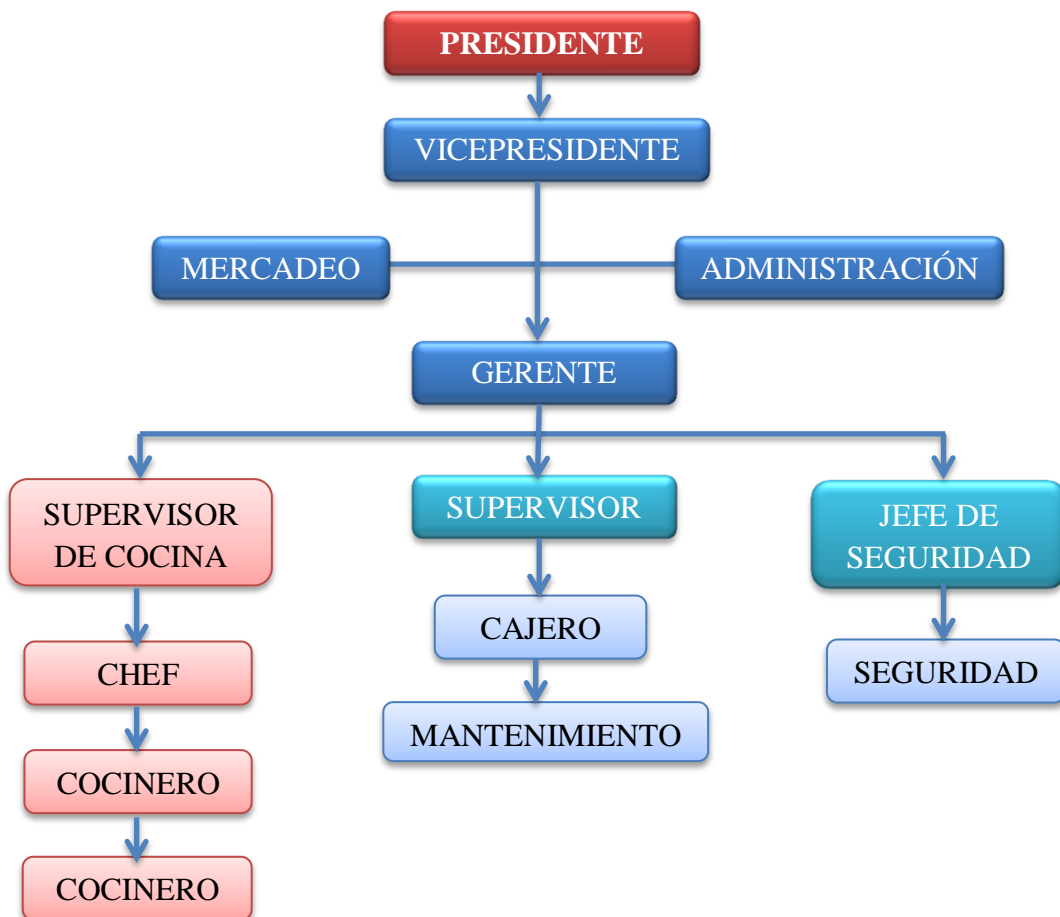 PRESIDENTE
VICEPRESIDENTE
MERCADEO
ADMINISTRACIÓN
GERENTE
SUPERVISOR
DE COCINA
SUPERVISOR
JEFE DE
SEGURIDAD
CAJERO
CHEF
SEGURIDAD
MANTENIMIENTO
COCINERO
COCINERO